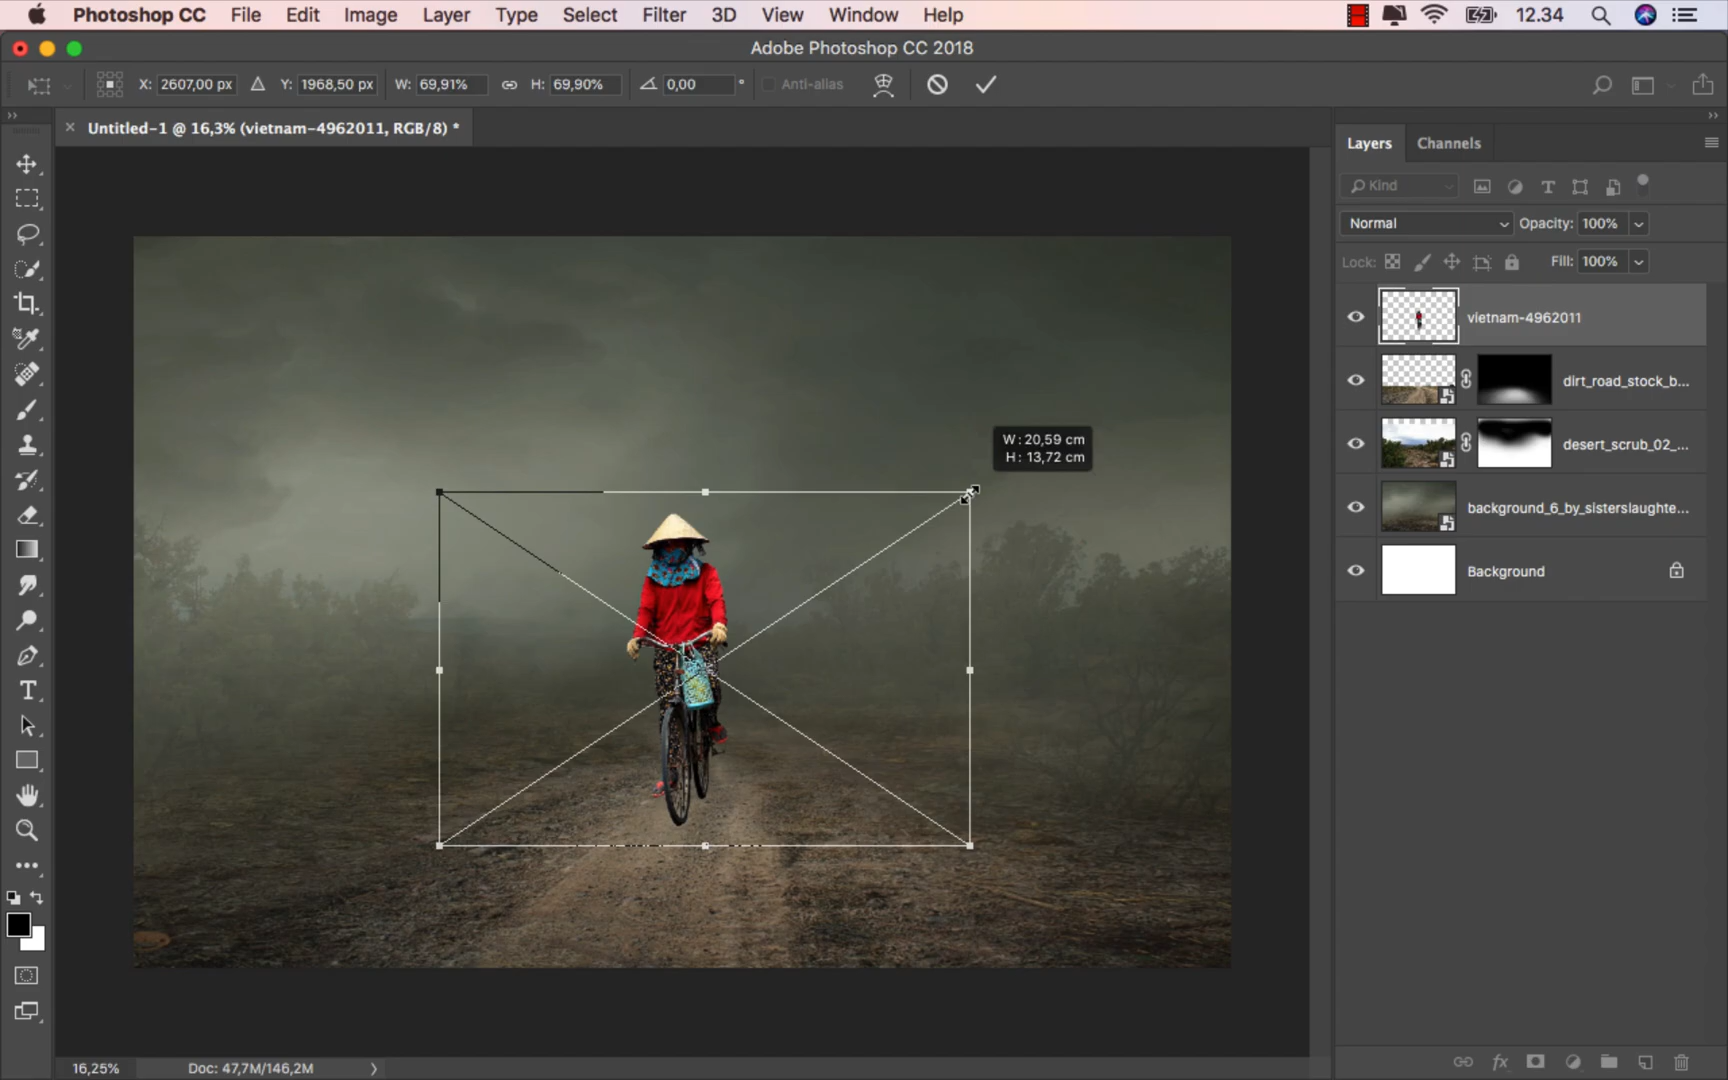 Photoshop CC File Edit Image Layer Type Select Filter 3D View Window Help 12.34
Adobe Photoshop CC 2018
X: 2607,00 px Y: 1968,50 px W: 69,91% H: 69,90% 0,00 ° Anti-alias
Untitled-1 @ 16,3% (vietnam-4962011, RGB/8) *
Layers Channels
Kind
Normal Opacity: 100%
Lock: Fill: 100%
vietnam-4962011
dirt_road_stock_b...
desert_scrub_02_...
background_6_by_sisterslaughte...
Background
W: 20,59 cm
H: 13,72 cm
16,25% Doc: 47,7M/146,2M